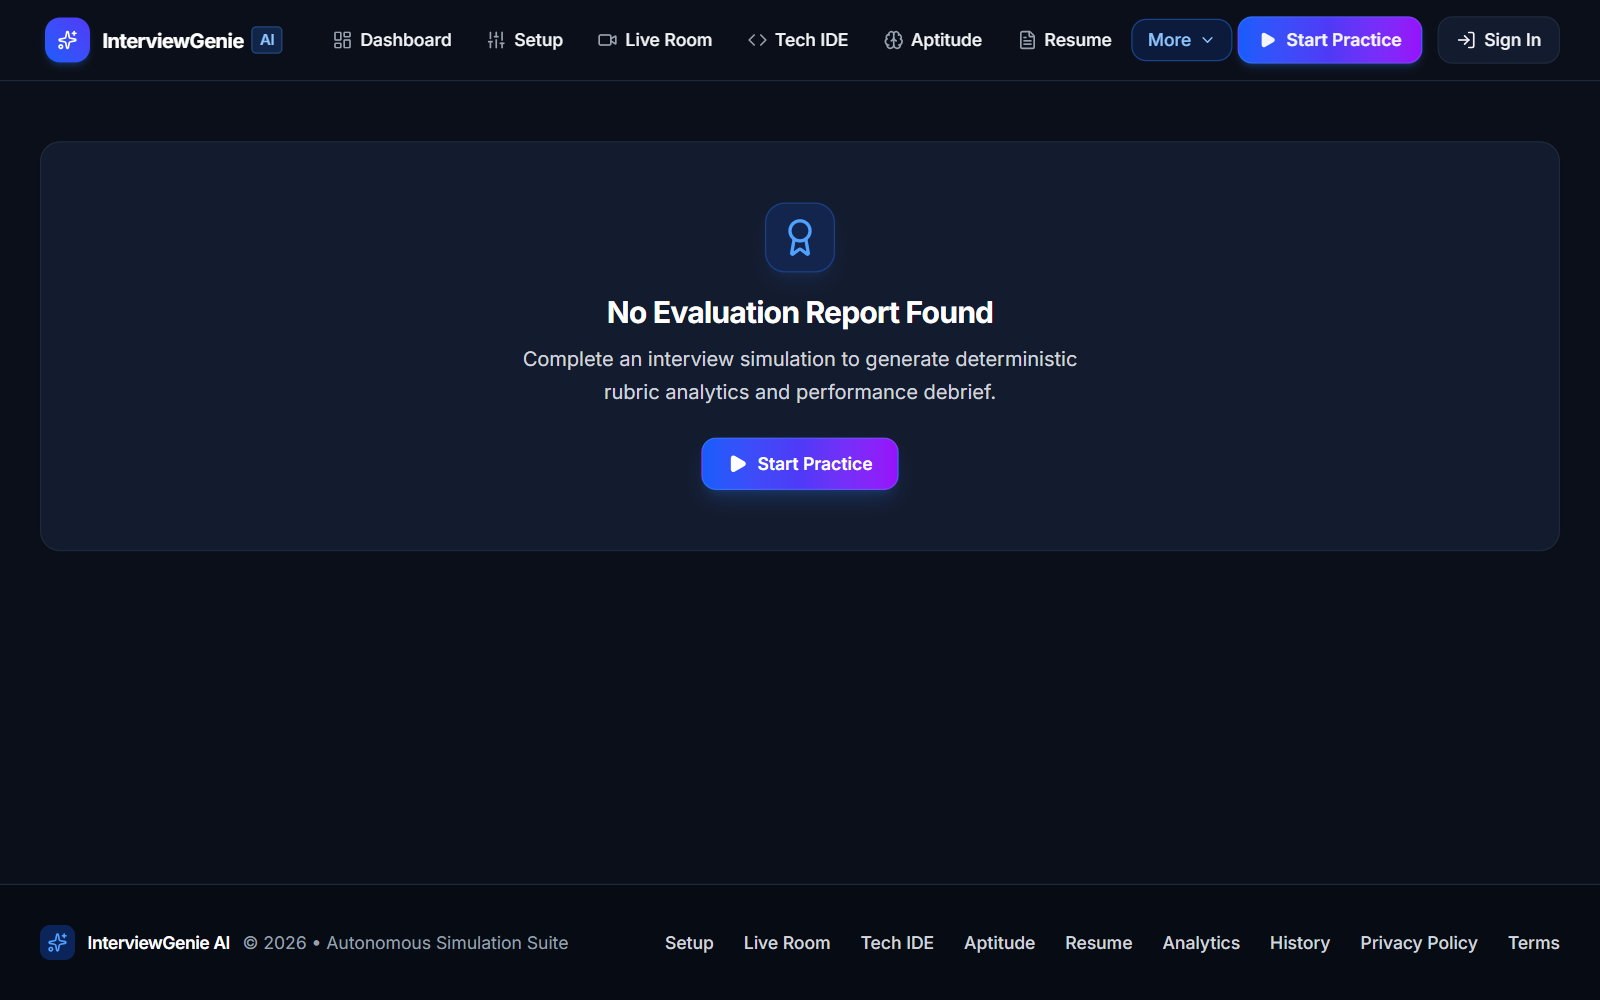 InterviewGenie AI
Dashboard
Setup
Live Room
Tech IDE
Aptitude
Resume
More
Start Practice
Sign In
No Evaluation Report Found
Complete an interview simulation to generate deterministic
rubric analytics and performance debrief.
Start Practice
InterviewGenie AI © 2026 • Autonomous Simulation Suite
Setup
Live Room
Tech IDE
Aptitude
Resume
Analytics
History
Privacy Policy
Terms